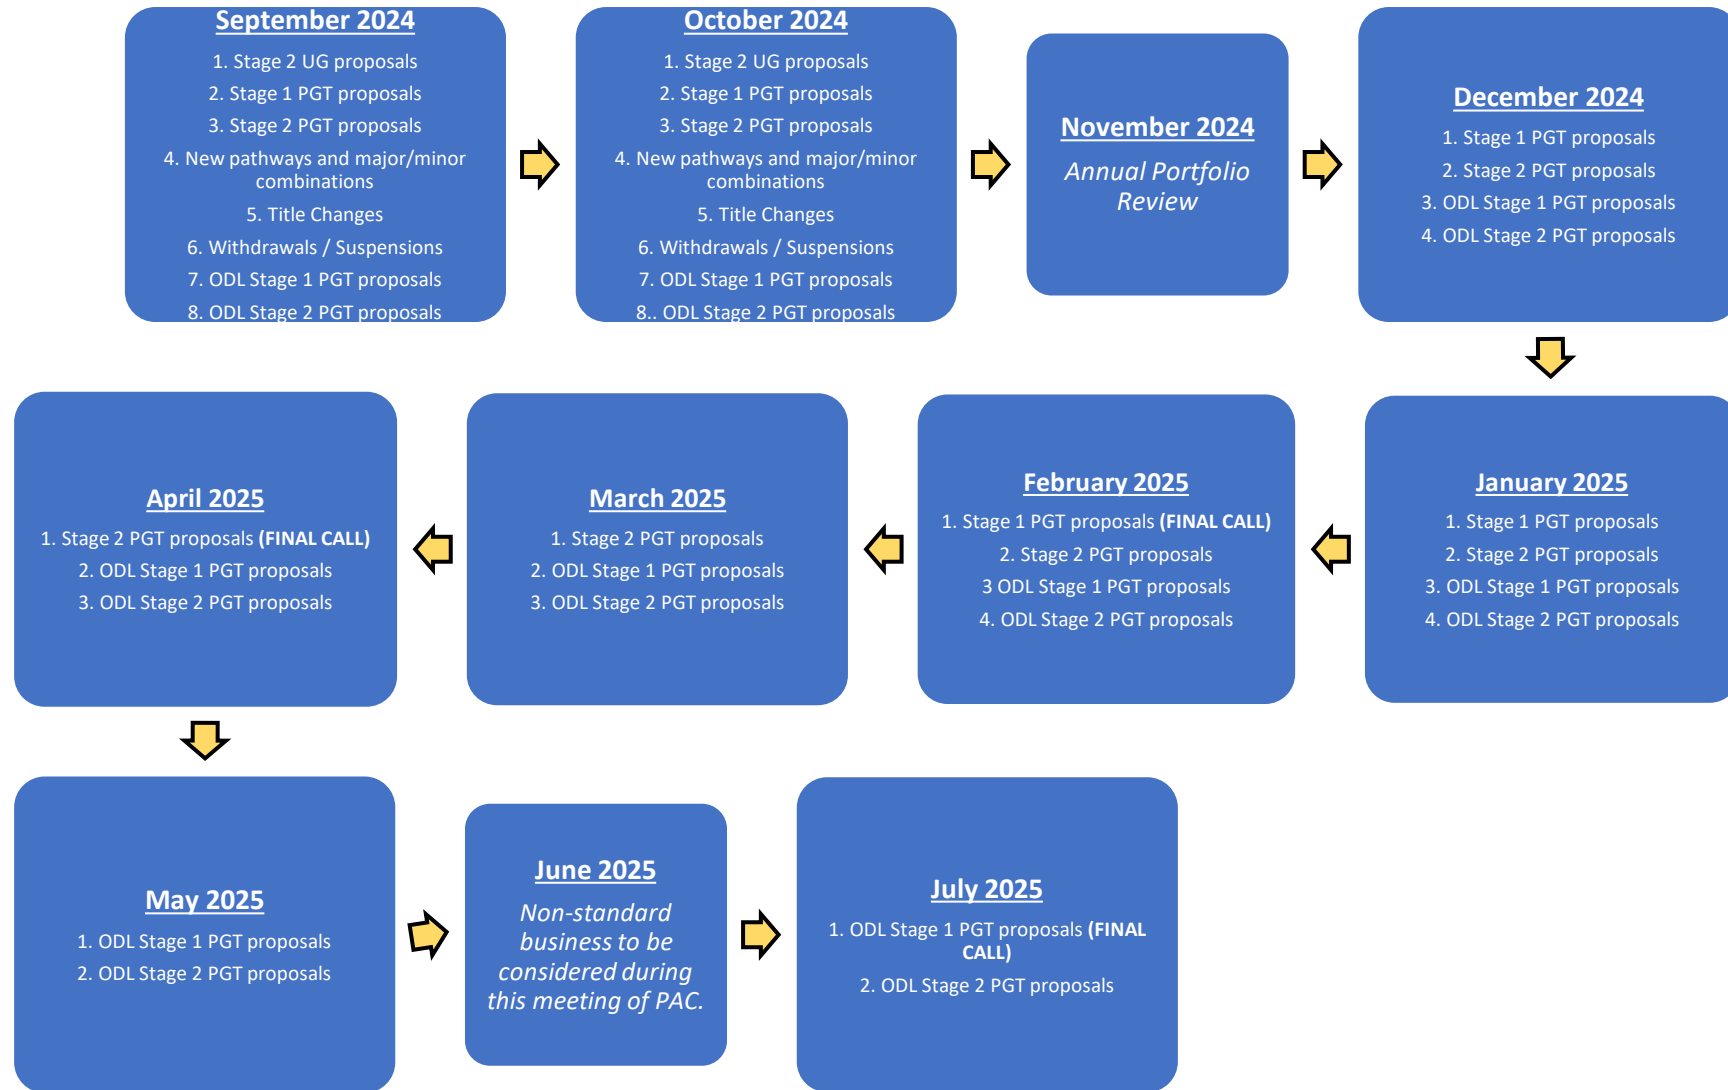 September 2024
1. Stage 2 UG proposals
2. Stage 1 PGT proposals
3. Stage 2 PGT proposals
4. New pathways and major/minor
combinations
5. Title Changes
6. Withdrawals / Suspensions
7. ODL Stage 1 PGT proposals
8. ODL Stage 2 PGT proposals
October 2024
1. Stage 2 UG proposals
2. Stage 1 PGT proposals
3. Stage 2 PGT proposals
4. New pathways and major/minor
combinations
5. Title Changes
6. Withdrawals / Suspensions
7. ODL Stage 1 PGT proposals
8.. ODL Stage 2 PGT proposals
November 2024
Annual Portfolio
Review
December 2024
1. Stage 1 PGT proposals
2. Stage 2 PGT proposals
3. ODL Stage 1 PGT proposals
4. ODL Stage 2 PGT proposals
January 2025
1. Stage 1 PGT proposals
2. Stage 2 PGT proposals
3. ODL Stage 1 PGT proposals
4. ODL Stage 2 PGT proposals
February 2025
1. Stage 1 PGT proposals (FINAL CALL)
2. Stage 2 PGT proposals
3 ODL Stage 1 PGT proposals
4. ODL Stage 2 PGT proposals
March 2025
1. Stage 2 PGT proposals
2. ODL Stage 1 PGT proposals
3. ODL Stage 2 PGT proposals
April 2025
1. Stage 2 PGT proposals (FINAL CALL)
2. ODL Stage 1 PGT proposals
3. ODL Stage 2 PGT proposals
May 2025
1. ODL Stage 1 PGT proposals
2. ODL Stage 2 PGT proposals
June 2025
Non-standard
business to be
considered during
this meeting of PAC.
July 2025
1. ODL Stage 1 PGT proposals (FINAL
CALL)
2. ODL Stage 2 PGT proposals